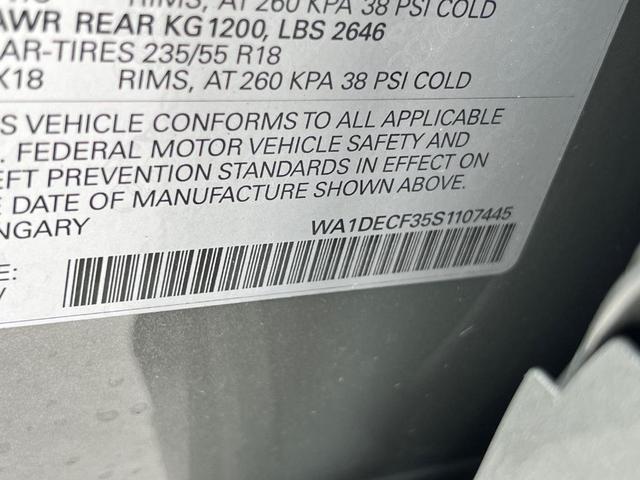 RIMS, AT 260 KPA 38 PSI COLD
AWR REAR KG 1200, LBS 2646
AR-TIRES 235/55 R18
X18 RIMS, AT 260 KPA 38 PSI COLD
S VEHICLE CONFORMS TO ALL APPLICABLE
. FEDERAL MOTOR VEHICLE SAFETY AND
EFT PREVENTION STANDARDS IN EFFECT ON
E DATE OF MANUFACTURE SHOWN ABOVE.
NGARY
WA1DECF35S1107445
E: